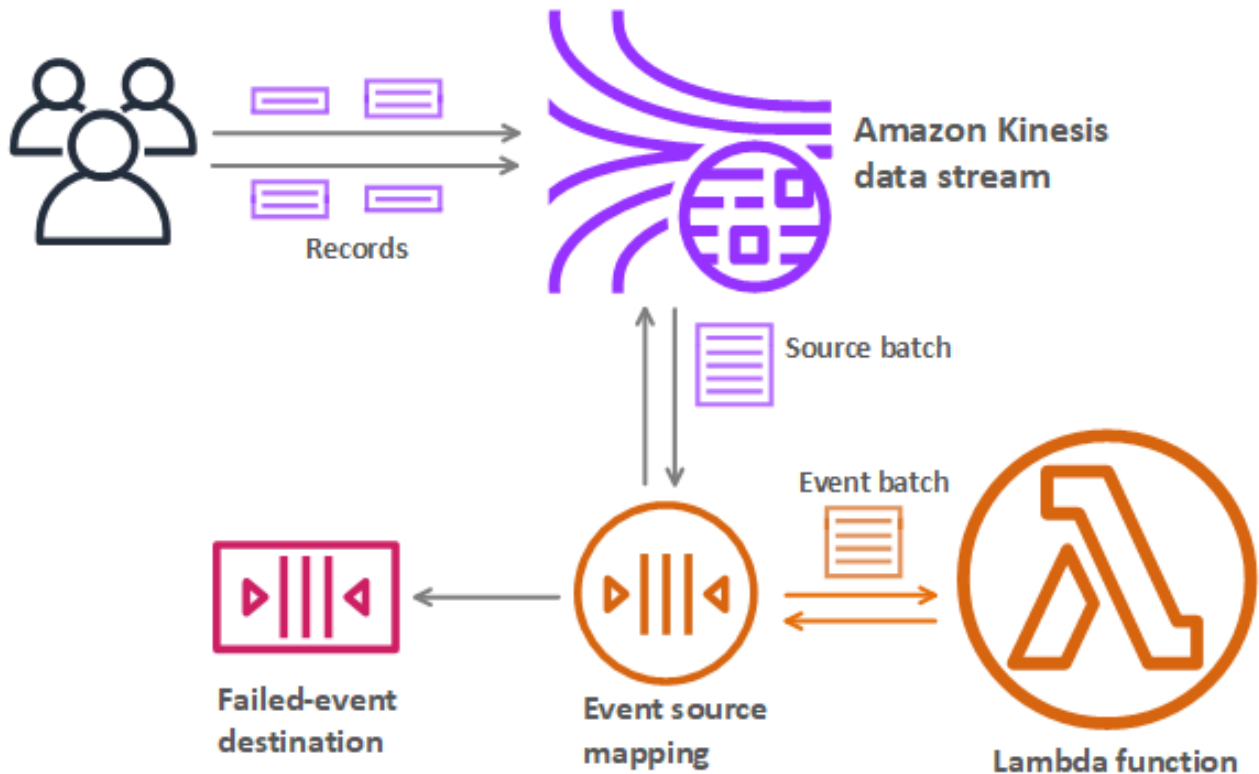 Amazon Kinesis
data stream
Records
Source batch
Event batch
Failed-event
destination
Event source
mapping
Lambda function